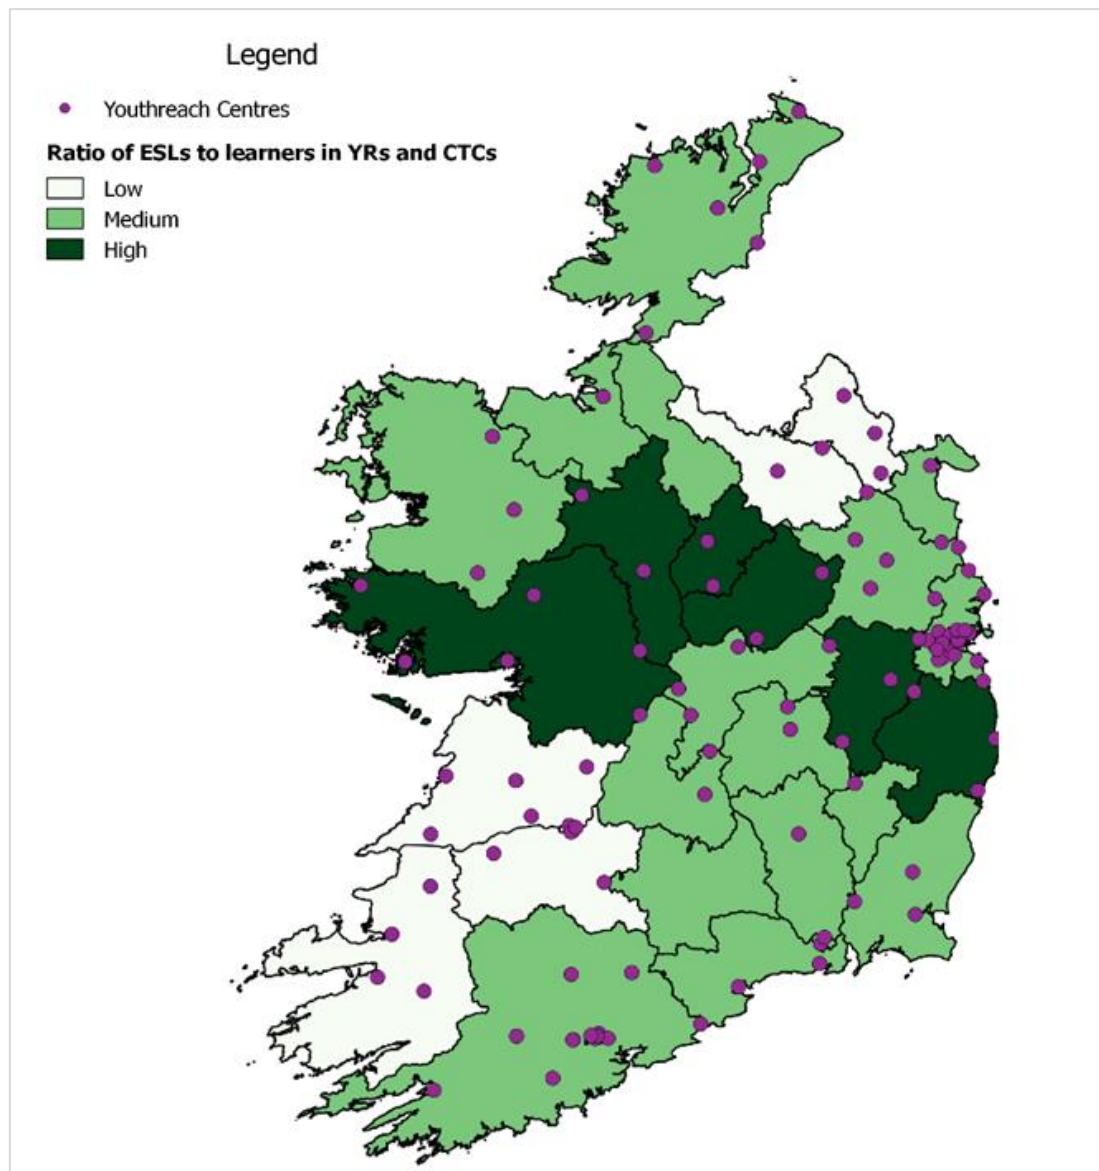 Legend
Youthreach Centres
Ratio of ESLs to learners in YRs and CTCs
Low
Medium
High